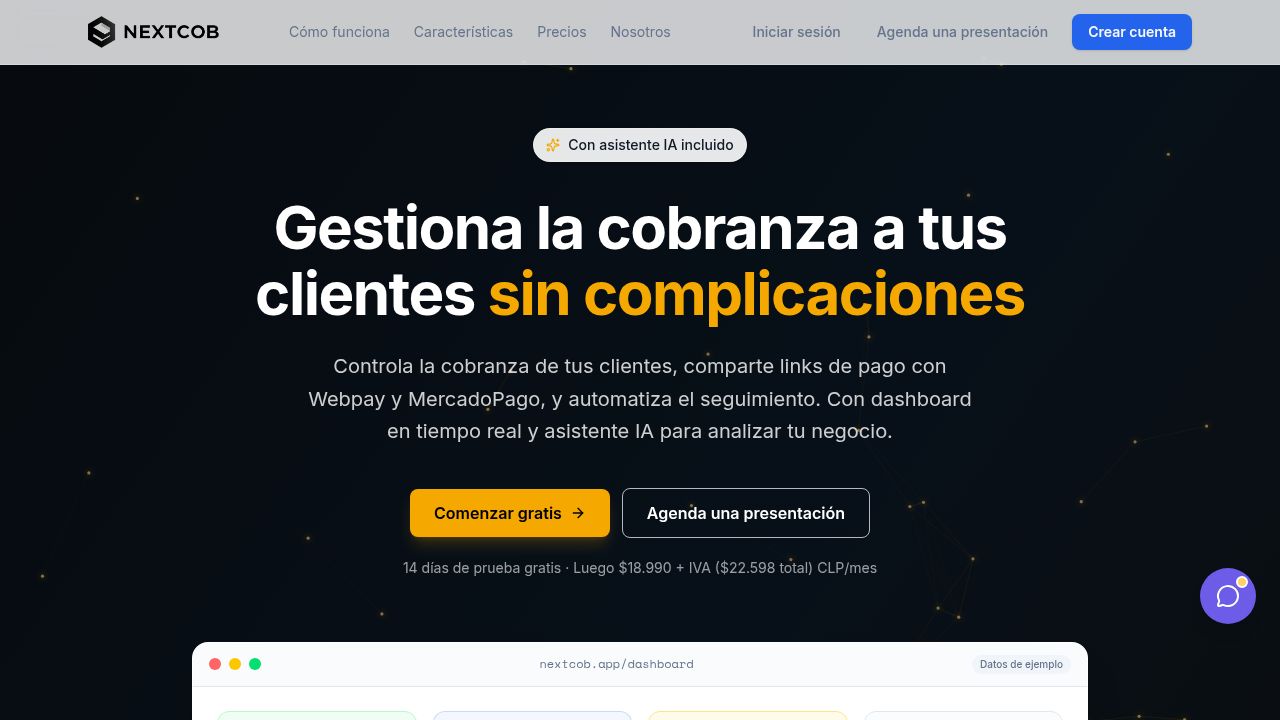 NEXTCOB
Cómo funciona
Características
Precios
Nosotros
Iniciar sesión
Agenda una presentación
Crear cuenta
Con asistente IA incluido
Gestiona la cobranza a tus
clientes sin complicaciones
Controla la cobranza de tus clientes, comparte links de pago con
Webpay y MercadoPago, y automatiza el seguimiento. Con dashboard
en tiempo real y asistente IA para analizar tu negocio.
Comenzar gratis
Agenda una presentación
14 días de prueba gratis · Luego $18.990 + IVA ($22.598 total) CLP/mes
nextcob.app/dashboard
Datos de ejemplo